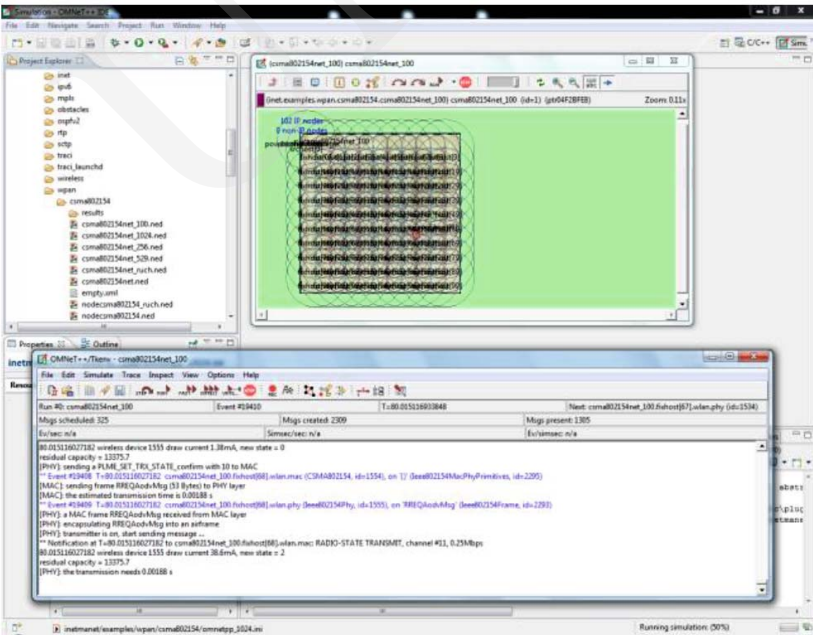 Simulation - OMNeT++ IDE
File Edit Navigate Search Project Run Window Help
C/C++ Simu
Project Explorer
inet
ipv6
mpls
obstacles
ospfv2
rtp
sctp
traci
traci_launchd
wireless
wpan
csma802154
results
csma802154net_100.ned
csma802154net_1024.ned
csma802154net_256.ned
csma802154net_529.ned
csma802154net_ruch.ned
csma802154net.ned
empty.xml
nodecsma802154_ruch.ned
nodecsma802154.ned
(csma802154net_100) csma802154net_100
(inet.examples.wpan.csma802154.csma802154net_100) csma802154net_100 (id=1) (ptr04F2BFE8) Zoom: 0.11x
102 IP nodes
0 non-IP nodes
Properties Outline
OMNeT++/Tkenv - csma802154net_100
File Edit Simulate Trace Inspect View Options Help
Run #0: csma802154net_100 Event #19410 T=80.015116933848 Next: csma802154net_100.fixhost[67].wlan.phy (id=1534)
Msgs scheduled: 325 Msgs created: 2309 Msgs present: 1305
Ev/sec: n/a Simsec/sec: n/a Ev/simsec: n/a
80.015116027182 wireless device 1555 draw current 1.38mA, new state = 0
residual capacity = 13375.7
[PHY]: sending a PLME_SET_TRX_STATE_confirm with 10 to MAC
** Event #19408 T=80.015116027182 csma802154net_100.fixhost[68].wlan.mac (CSMA802154, id=1554), on `{}' (Ieee802154MacPhyPrimitives, id=2295)
[MAC]: sending frame RREQAodvMsg (53 Bytes) to PHY layer
[MAC]: the estimated transmission time is 0.00188 s
** Event #19409 T=80.015116027182 csma802154net_100.fixhost[68].wlan.phy (Ieee802154Phy, id=1555), on `RREQAodvMsg' (Ieee802154Frame, id=2293)
[PHY]: a MAC frame RREQAodvMsg received from MAC layer
[PHY]: encapsulating RREQAodvMsg into an airframe
[PHY]: transmitter is on, start sending message ...
** Notification at T=80.015116027182 to csma802154net_100.fixhost[68].wlan.mac: RADIO-STATE TRANSMIT, channel #11, 0.25Mbps
80.015116027182 wireless device 1555 draw current 38.6mA, new state = 2
residual capacity = 13375.7
[PHY]: the transmission needs 0.00188 s
inetmanet/examples/wpan/csma802154/omnetpp_1024.ini
Running simulation: (50%)